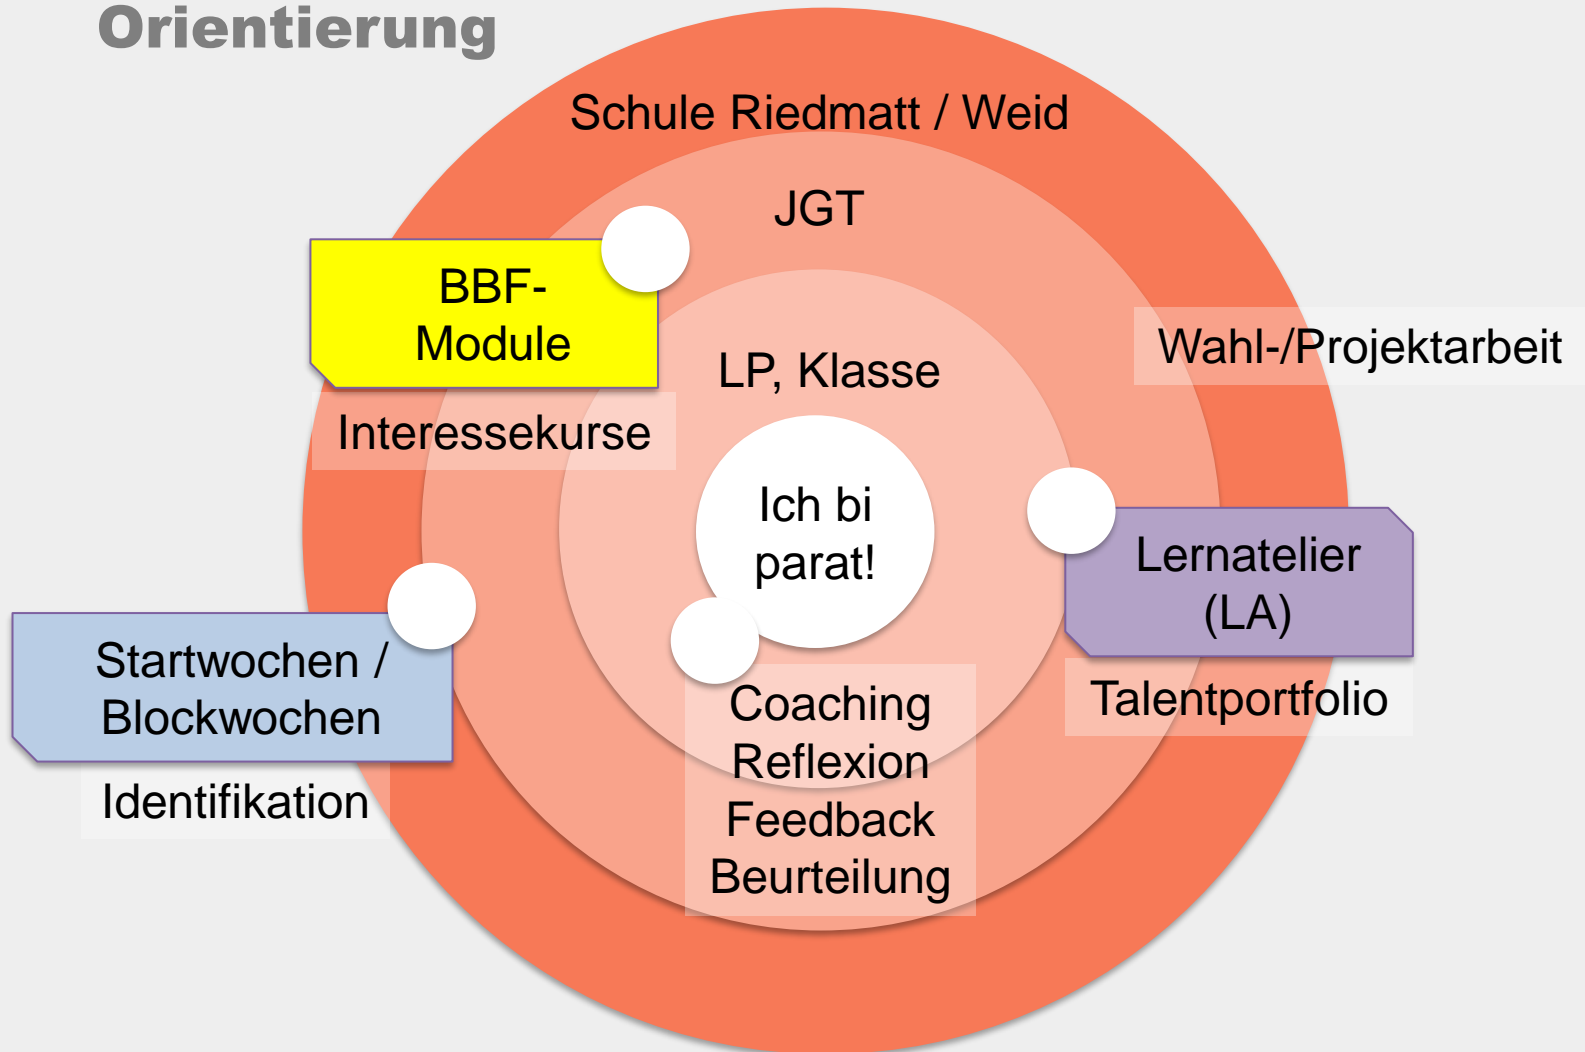 Orientierung
Schule Riedmatt / Weid
JGT
BBF-
Module
Interessekurse
LP, Klasse
Wahl-/Projektarbeit
Ich bi
parat!
Lernatelier
(LA)
Talentportfolio
Startwochen /
Blockwochen
Identifikation
Coaching
Reflexion
Feedback
Beurteilung